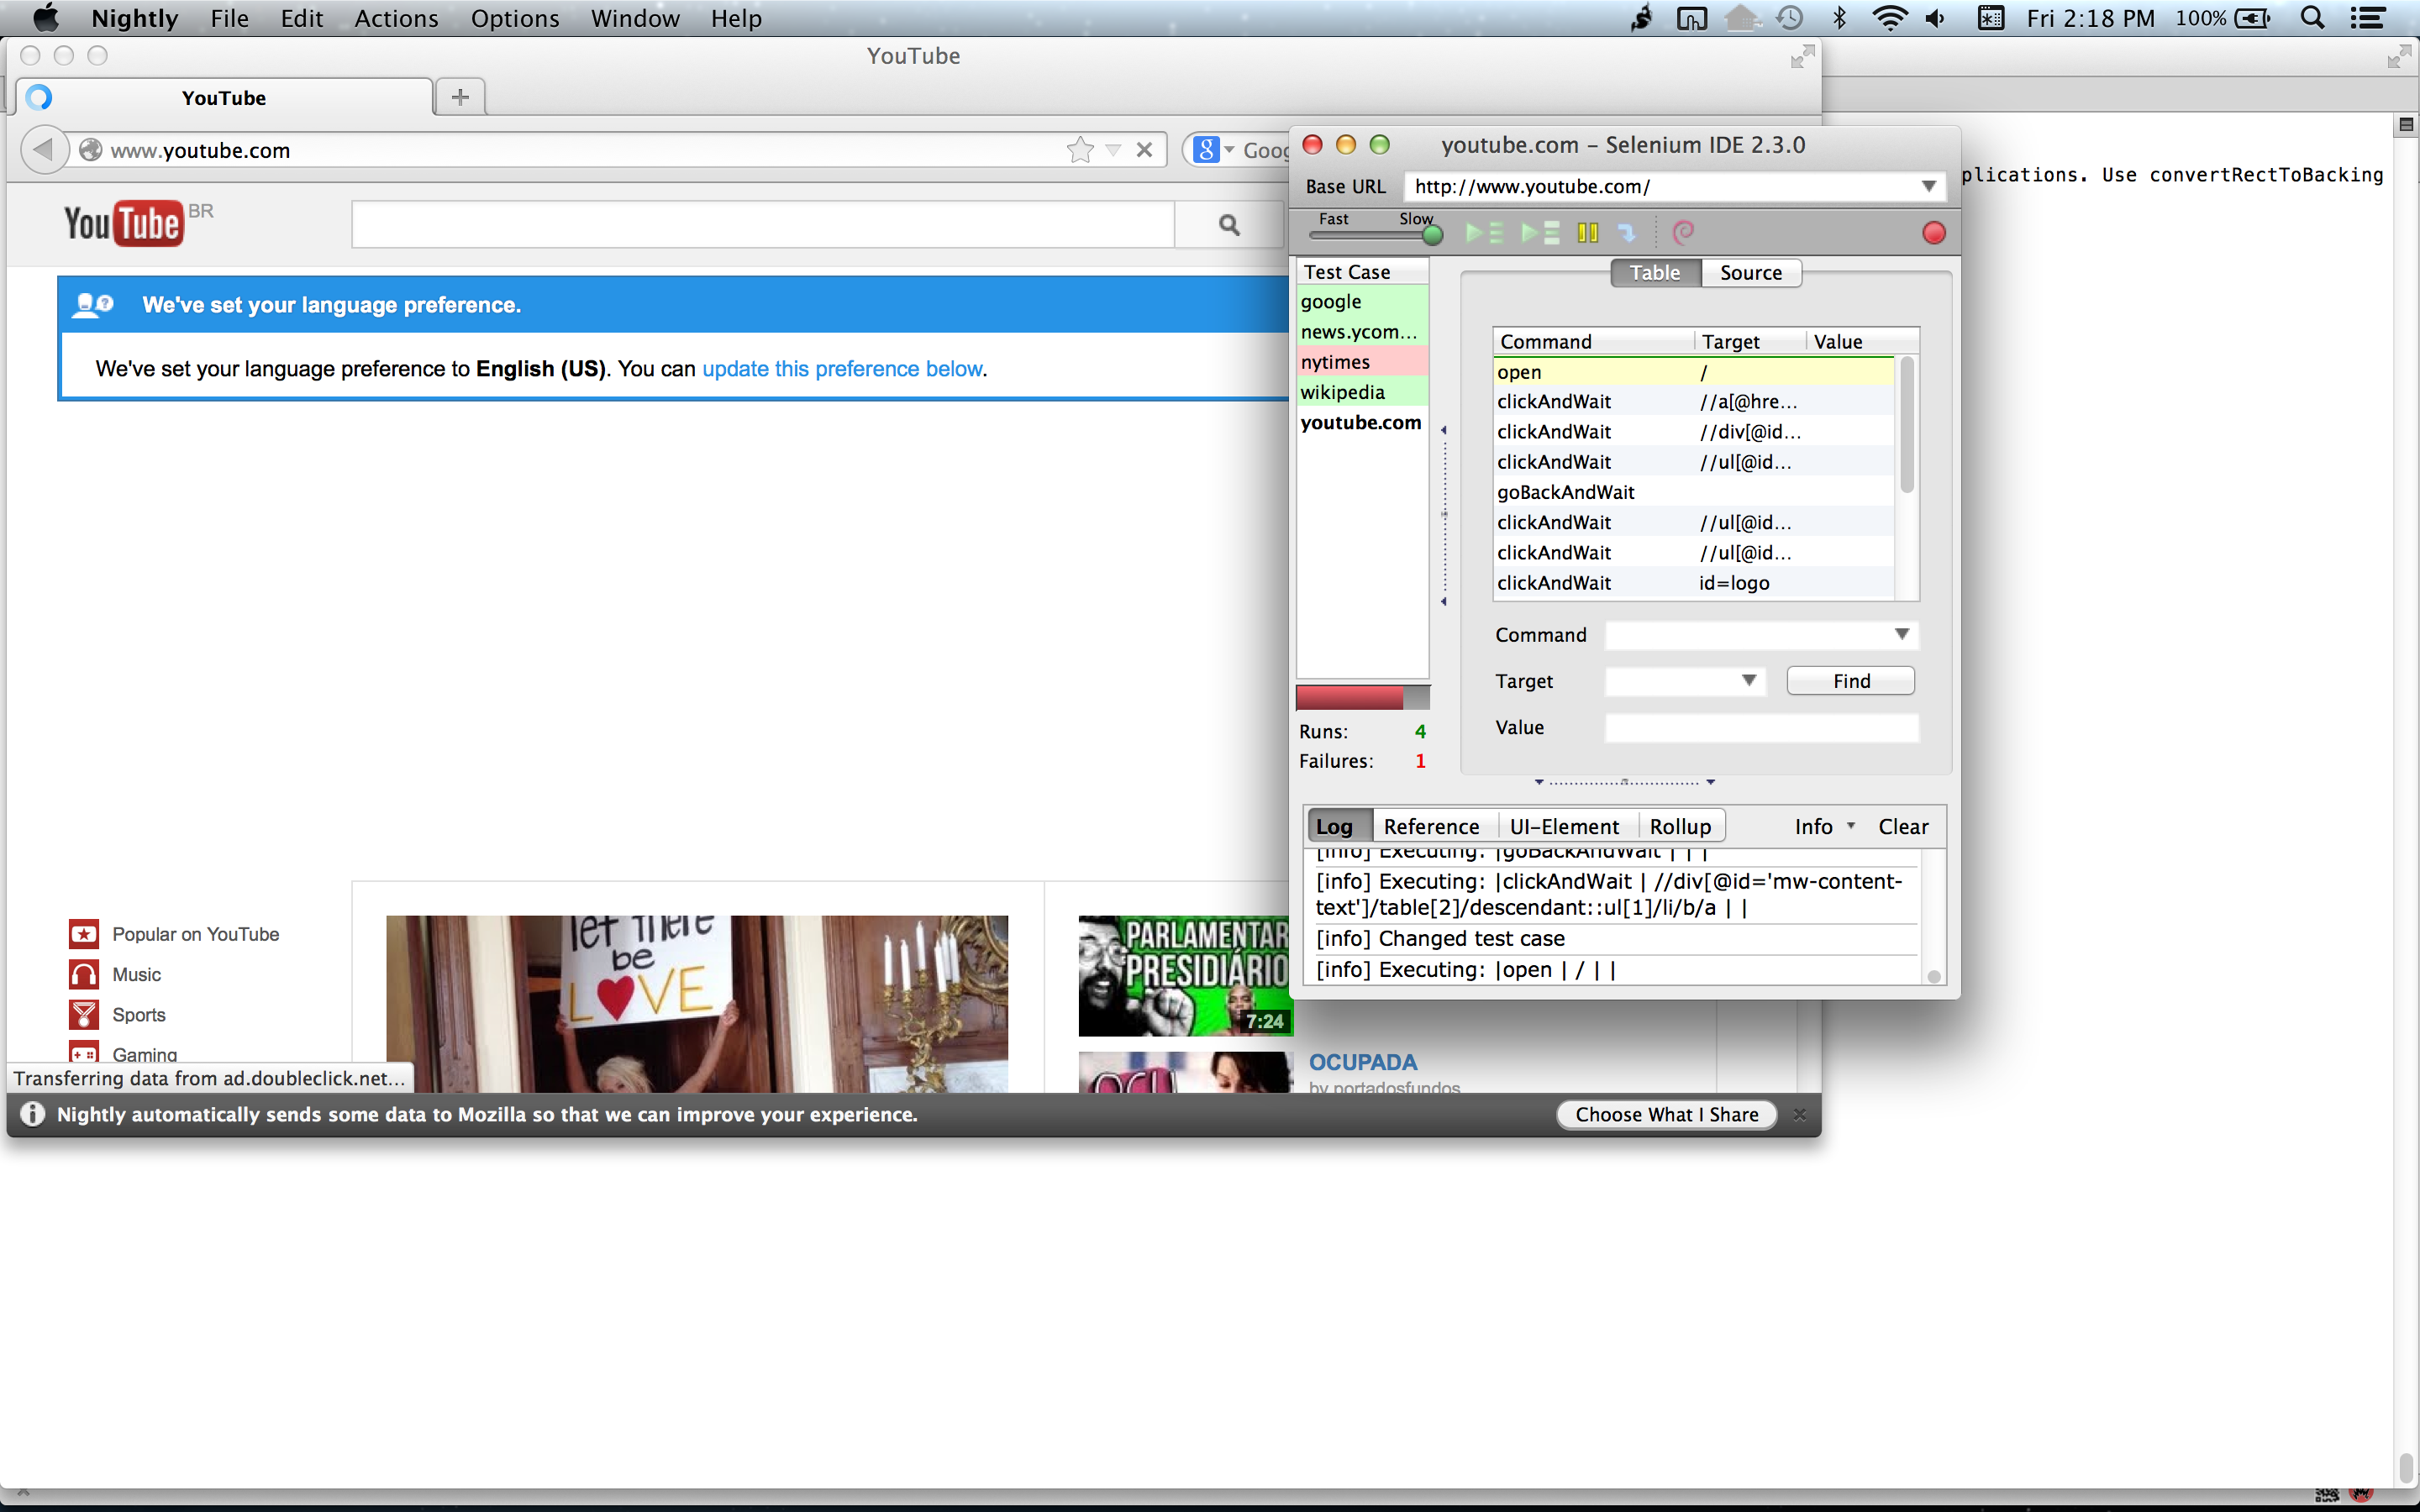 Nightly File Edit Actions Options Window Help
Fri 2:18 PM 100%
YouTube
YouTube
www.youtube.com
YouTube BR
We've set your language preference.
We've set your language preference to English (US). You can update this preference below.
Popular on YouTube
Music
Sports
Gaming
let there
be
LOVE
PARLAMENTAR
PRESIDIÁRIO
7:24
OCUPADA
by portadosfundos
Transferring data from ad.doubleclick.net...
Nightly automatically sends some data to Mozilla so that we can improve your experience.
Choose What I Share
youtube.com – Selenium IDE 2.3.0
Base URL http://www.youtube.com/
Fast Slow
Test Case
google
news.ycom...
nytimes
wikipedia
youtube.com
Runs: 4
Failures: 1
Table Source
Command Target Value
open /
clickAndWait //a[@hre...
clickAndWait //div[@id...
clickAndWait //ul[@id...
goBackAndWait
clickAndWait //ul[@id...
clickAndWait //ul[@id...
clickAndWait id=logo
Command
Target Find
Value
Log Reference UI-Element Rollup Info Clear
[info] Executing: |goBackAndWait | | |
[info] Executing: |clickAndWait | //div[@id='mw-content-
text']/table[2]/descendant::ul[1]/li/b/a | |
[info] Changed test case
[info] Executing: |open | / | |
plications. Use convertRectToBacking